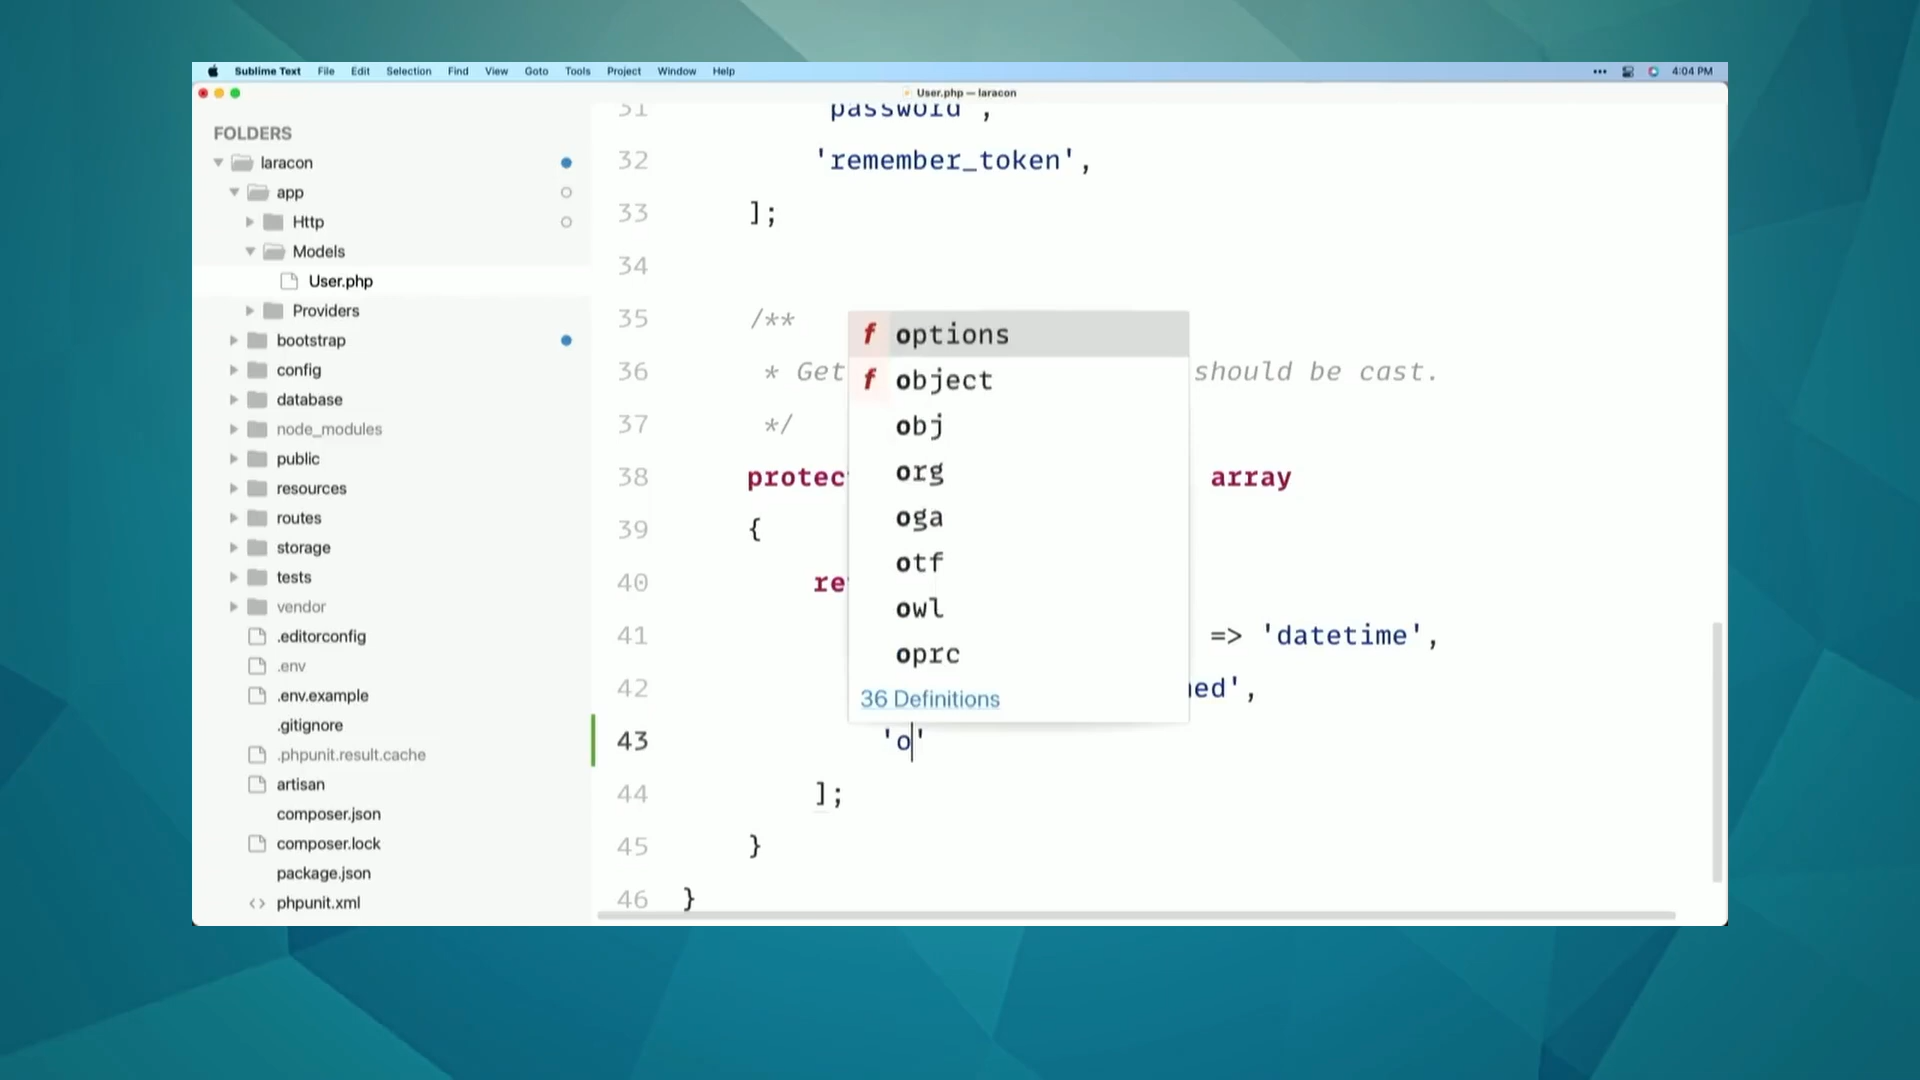 Sublime Text File Edit Selection Find View Goto Tools Project Window Help ••• 4:04 PM
User.php — laracon
FOLDERS
laracon
app
Http
Models
User.php
Providers
bootstrap
config
database
node_modules
public
resources
routes
storage
tests
vendor
.editorconfig
.env
.env.example
.gitignore
.phpunit.result.cache
artisan
composer.json
composer.lock
package.json
<> phpunit.xml
31 password ,
32 'remember_token',
33 ];
34
35 /**
36 * Get should be cast.
37 */
38 protec array
39 {
40 re
41 => 'datetime',
42 ed',
43 'o'
44 ];
45 }
46 }
f options
f object
obj
org
oga
otf
owl
oprc
36 Definitions